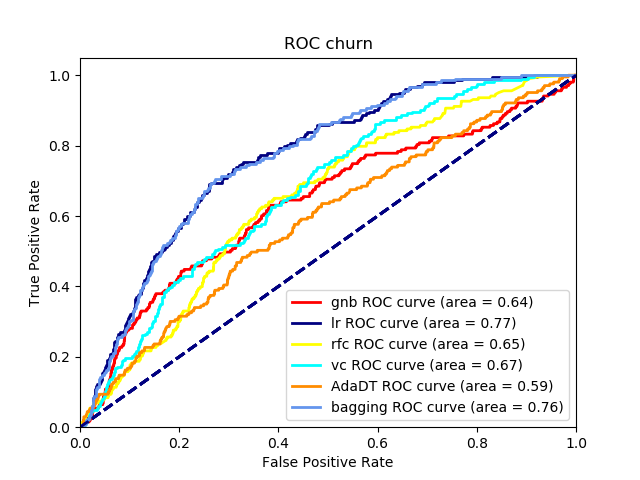 ROC churn
True Positive Rate
1.0
0.8
0.6
0.4
0.2
0.0
gnb ROC curve (area = 0.64)
lr ROC curve (area = 0.77)
rfc ROC curve (area = 0.65)
vc ROC curve (area = 0.67)
AdaDT ROC curve (area = 0.59)
bagging ROC curve (area = 0.76)
0.0 0.2 0.4 0.6 0.8 1.0
False Positive Rate